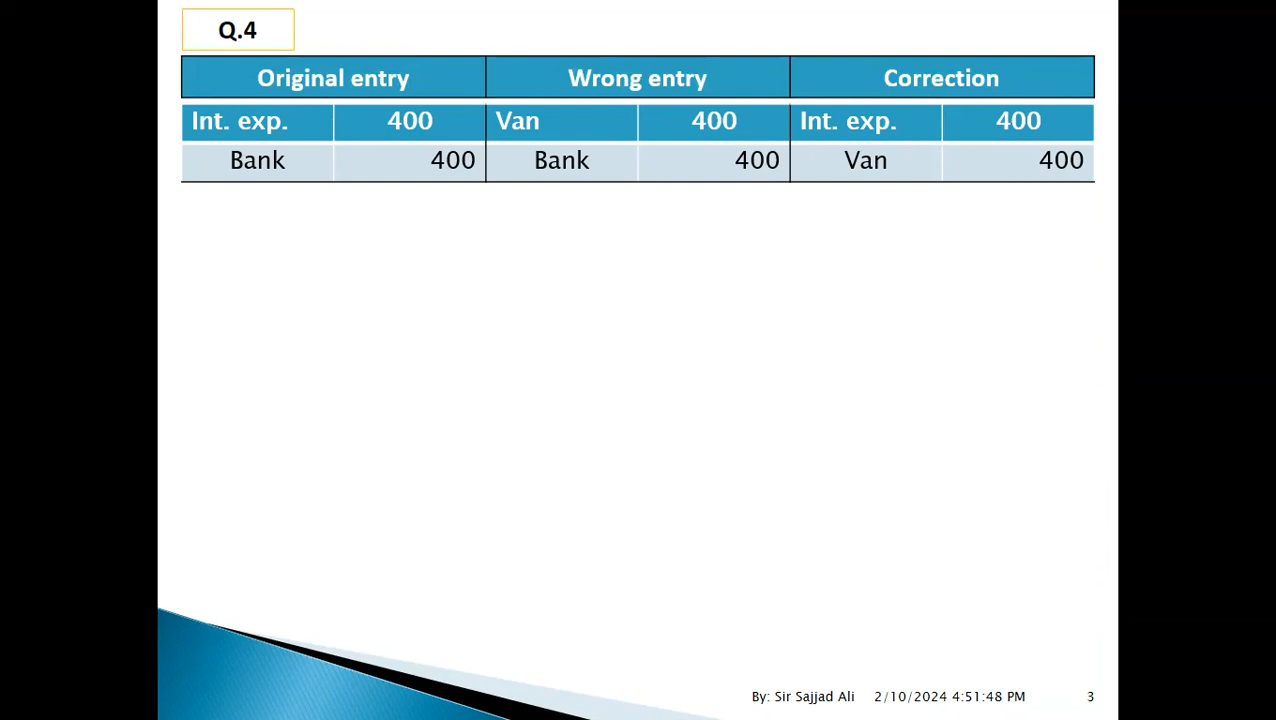 Q.4
Original entry Wrong entry Correction
Int. exp. 400 Van 400 Int. exp. 400
Bank 400 Bank 400 Van 400
By: Sir Sajjad Ali 2/10/2024 4:51:48 PM 3